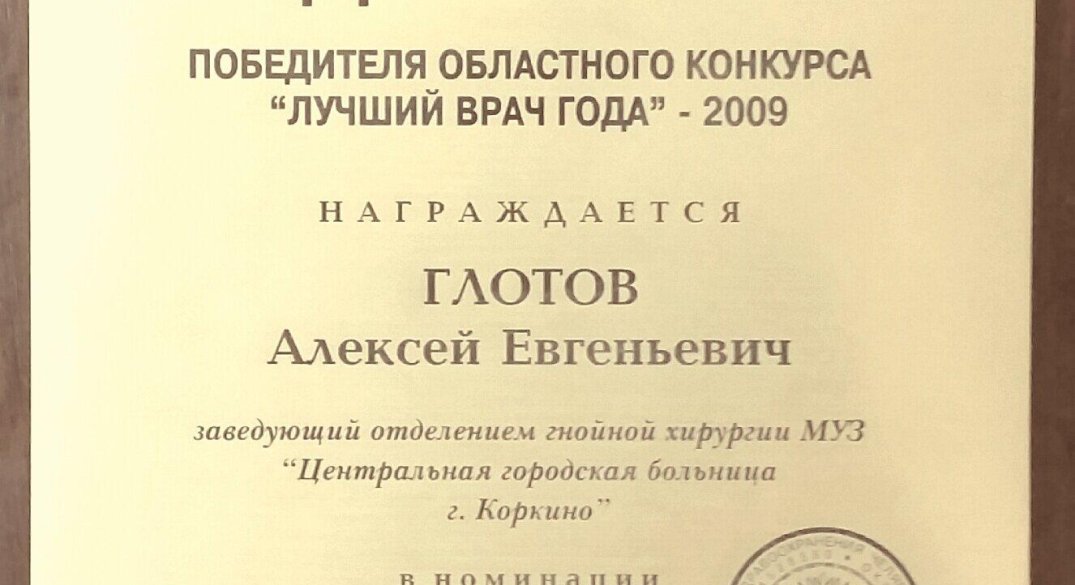 ПОБЕДИТЕЛЯ ОБЛАСТНОГО КОНКУРСА
“ЛУЧШИЙ ВРАЧ ГОДА” - 2009
НАГРАЖДАЕТСЯ
ГЛОТОВ
Алексей Евгеньевич
заведующий отделением гнойной хирургии МУЗ
“Центральная городская больница
г. Коркино”
в номинации